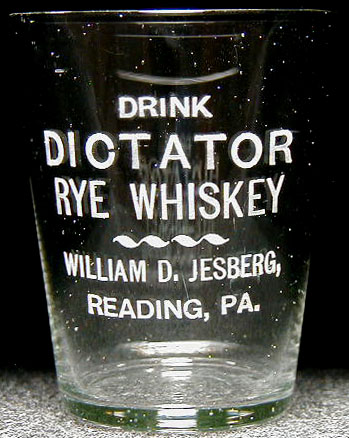 DRINK
DICTATOR
RYE WHISKEY
WILLIAM D. JESBERG,
READING, PA.